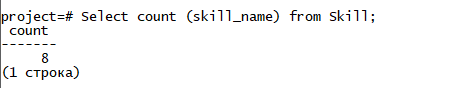 project=# Select count (skill_name) from Skill;
count
-------
8
(1 строка)